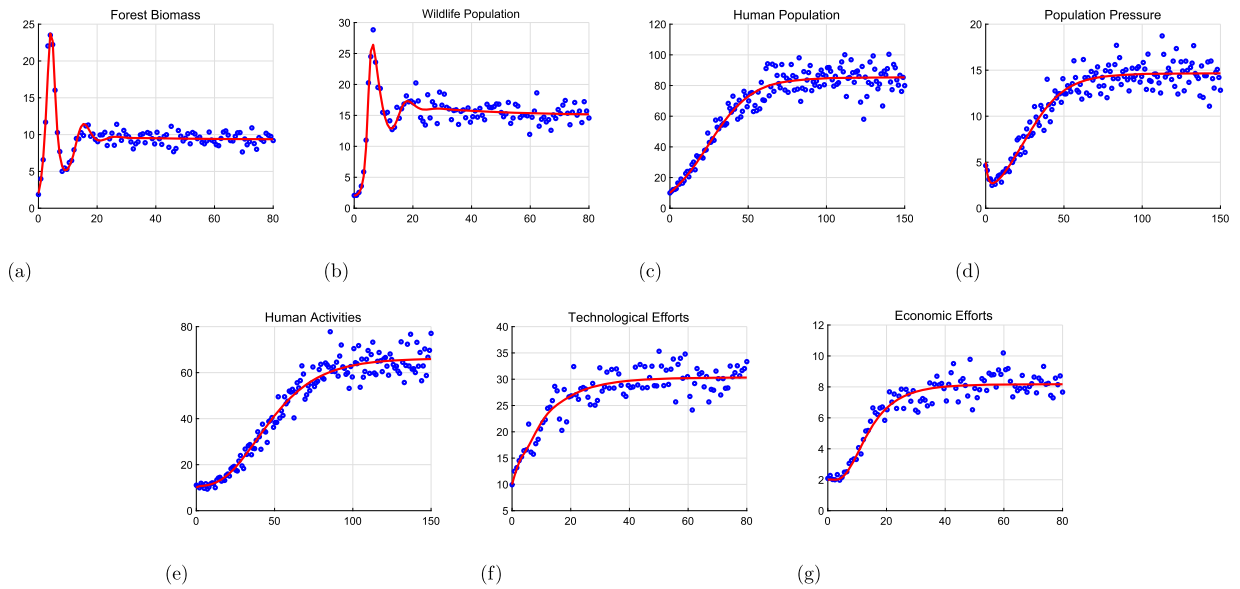 Forest Biomass
25
20
15
10
5
0
0 20 40 60 80
(a)
Wildlife Population
30
25
20
15
10
5
0
0 20 40 60 80
(b)
Human Population
120
100
80
60
40
20
0
0 50 100 150
(c)
Population Pressure
20
15
10
5
0
0 50 100 150
(d)
Human Activities
80
60
40
20
0
0 50 100 150
(e)
Technological Efforts
40
35
30
25
20
15
10
5
0 20 40 60 80
(f)
Economic Efforts
12
10
8
6
4
2
0
0 20 40 60 80
(g)